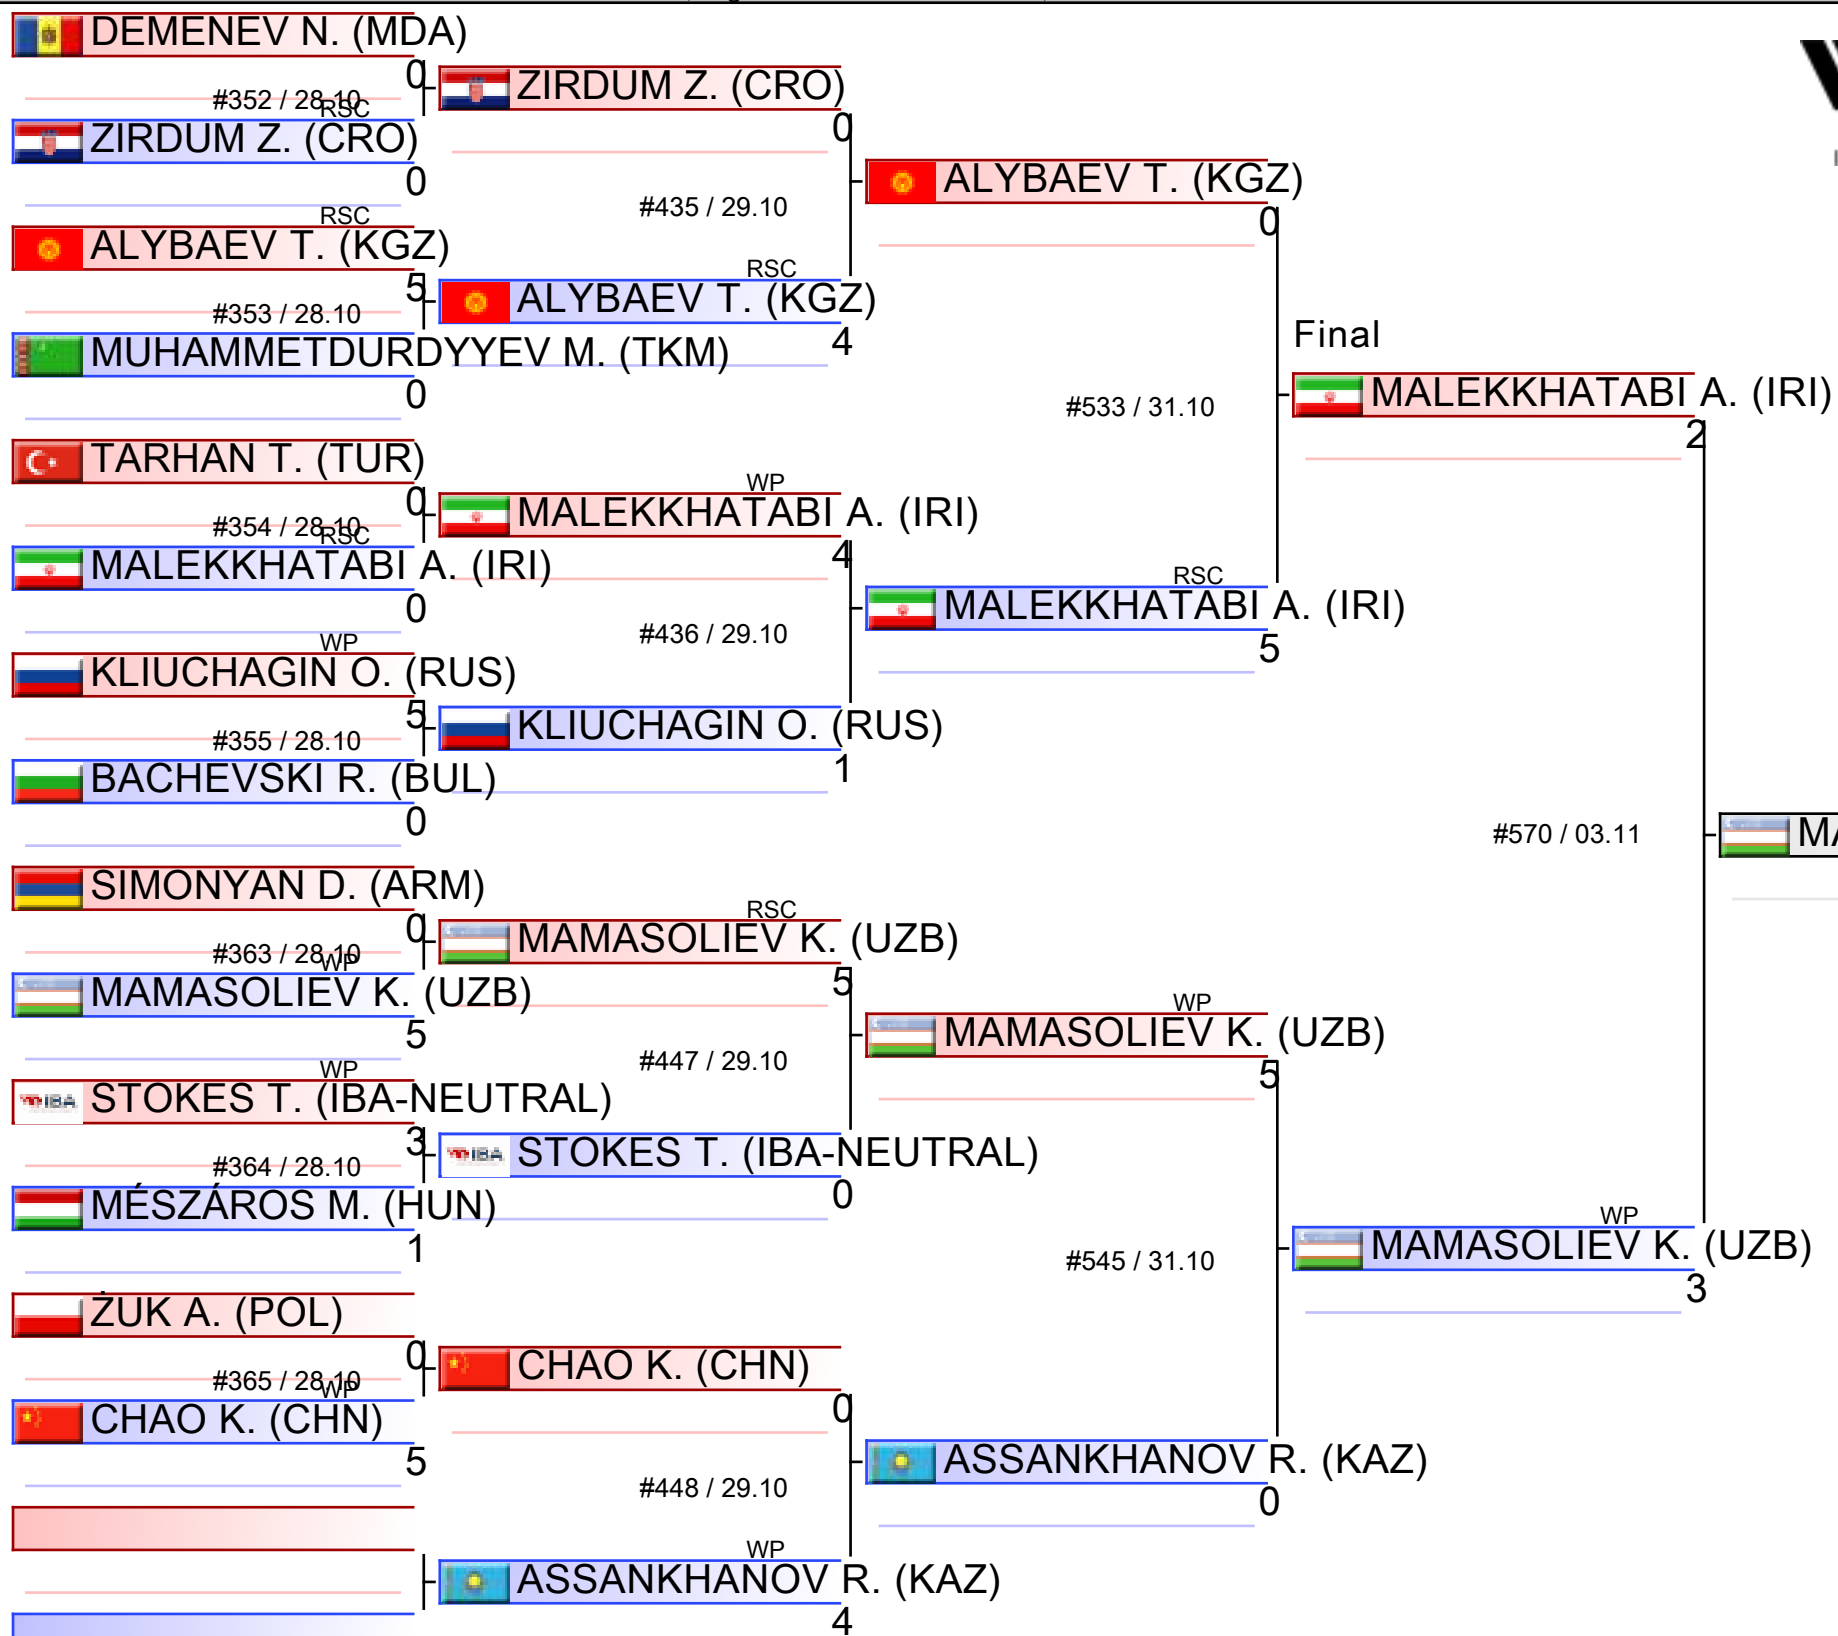 DEMENEV N. (MDA)
0
#352 / 28.10
RSC
ZIRDUM Z. (CRO)
0
RSC
ALYBAEV T. (KGZ)
5
#353 / 28.10
MUHAMMETDURDYYEV M. (TKM)
0
TARHAN T. (TUR)
0
#354 / 28.10
RSC
MALEKKHATABI A. (IRI)
0
WP
KLIUCHAGIN O. (RUS)
5
#355 / 28.10
BACHEVSKI R. (BUL)
0
SIMONYAN D. (ARM)
0
#363 / 28.10
WP
MAMASOLIEV K. (UZB)
5
WP
IBA
STOKES T. (IBA-NEUTRAL)
3
#364 / 28.10
MÉSZÁROS M. (HUN)
1
ŻUK A. (POL)
0
#365 / 28.10
WP
CHAO K. (CHN)
5
ZIRDUM Z. (CRO)
0
#435 / 29.10
RSC
ALYBAEV T. (KGZ)
4
WP
MALEKKHATABI A. (IRI)
4
#436 / 29.10
KLIUCHAGIN O. (RUS)
1
RSC
MAMASOLIEV K. (UZB)
5
#447 / 29.10
IBA
STOKES T. (IBA-NEUTRAL)
0
CHAO K. (CHN)
0
#448 / 29.10
WP
ASSANKHANOV R. (KAZ)
4
ALYBAEV T. (KGZ)
0
#533 / 31.10
RSC
MALEKKHATABI A. (IRI)
5
WP
MAMASOLIEV K. (UZB)
5
#545 / 31.10
ASSANKHANOV R. (KAZ)
0
Final
MALEKKHATABI A. (IRI)
2
#570 / 03.11
WP
MAMASOLIEV K. (UZB)
3